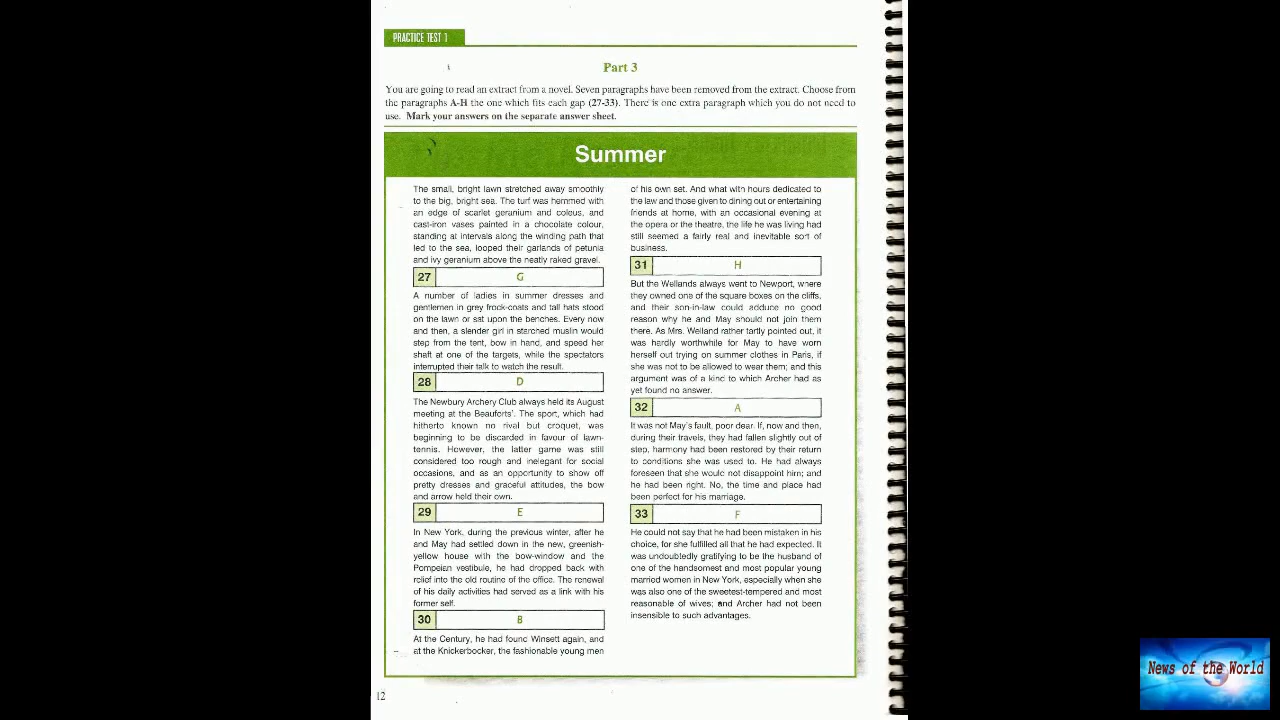 PRACTICE TEST 1
Part 3
You are going to read an extract from a novel. Seven paragraphs have been removed from the extract. Choose from
the paragraphs A-H the one which fits each gap (27-33). There is one extra paragraph which you do not need to
use. Mark your answers on the separate answer sheet.
Summer
The small, bright lawn stretched away smoothly
to the big, bright sea. The turf was hemmed with
an edge of scarlet geranium and coleus, and
cast-iron vases painted in a chocolate colour,
standing at intervals along the winding path that
led to the sea, looped their garlands of petunia
and ivy geranium above the neatly raked gravel.
27 G
A number of ladies in summer dresses and
gentlemen in grey frock-coats and tall hats stood
on the lawn or sat upon the benches. Every now
and then, a slender girl in starched muslin would
step from the tent, bow in hand, and speed her
shaft at one of the targets, while the spectators
interrupted their talk to watch the result.
28 D
The Newbury Archery Club always held its August
meeting at the Beauforts'. The sport, which had
hitherto known no rival but croquet, was
beginning to be discarded in favour of lawn-
tennis. However, the latter game was still
considered too rough and inelegant for social
occasions, and as an opportunity to show off
pretty dresses and graceful attitudes, the bow
and arrow held their own.
29 E
In New York, during the previous winter, after he
and May had settled down in the new, greenish-
yellow house with the bow-window and the
Pompeian vestibule, he had dropped back with
relief into the old routine of the office. The renewal
of his daily activities had served as a link with his
former self.
30 B
At the Century, he had found Winsett again, and
at the Knickerbocker, the fashionable young men
of his own set. And what with hours dedicated to
the law and those given to dining out or entertaining
friends at home, with an occasional evening at
the opera or the theatre, the life he was living had
still seemed a fairly real and inevitable sort of
business.
31 H
But the Wellands always went to Newport, where
they owned one of the square boxes on the cliffs,
and their son-in-law could adduce no good
reason why he and May should not join them
there. As Mrs. Welland rather tartly pointed out, it
was hardly worthwhile for May to have worn
herself out trying on summer clothes in Paris, if
she was not to be allowed to wear them; and this
argument was of a kind to which Archer had as
yet found no answer.
32 A
It was not May's fault, poor dear. If, now and then,
during their travels, they had fallen slightly out of
step, harmony had been restored by their return
to conditions she was used to. He had always
foreseen that she would not disappoint him; and
he had been right. No, the time and place had
been perfect for his marriage.
33 F
He could not say that he had been mistaken in his
choice, for she fulfilled all that he had expected. It
was undoubtedly gratifying to be the husband of
one of the handsomest and most popular young
married women in New York, especially when she
was also one of the sweetest-tempered and most
reasonable of wives; and Archer had not been
insensible to such advantages.
12
News of the World